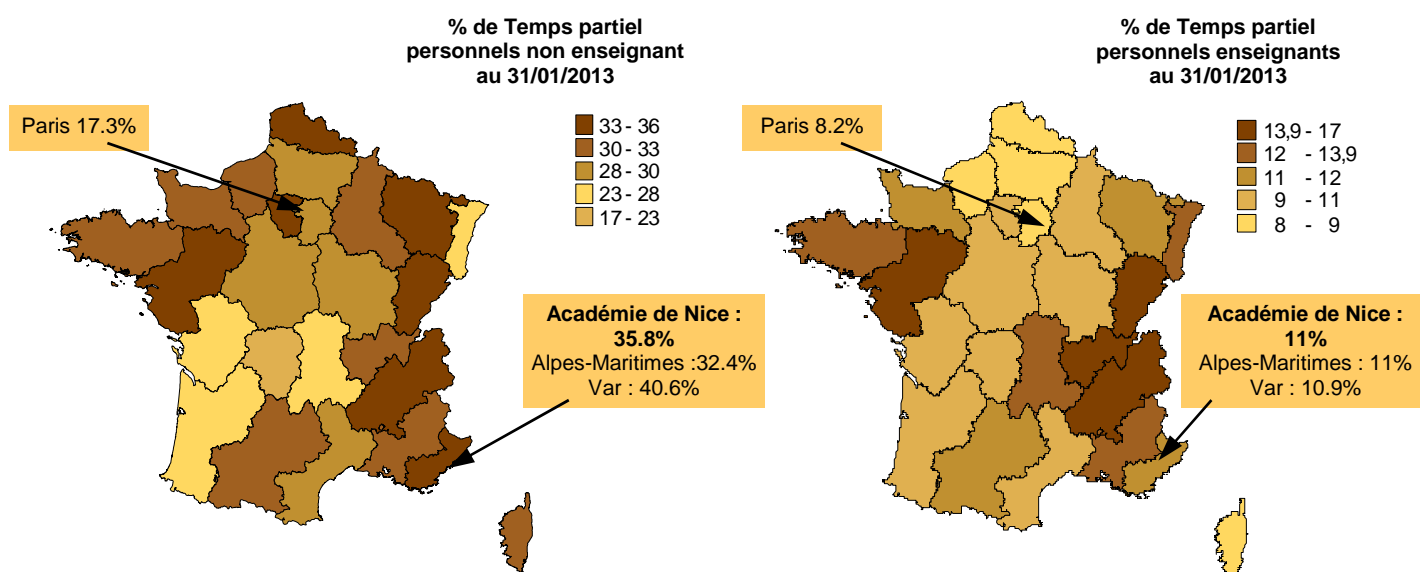 % de Temps partiel
personnels non enseignant
au 31/01/2013
Paris 17.3%
33 - 36
30 - 33
28 - 30
23 - 28
17 - 23
Académie de Nice :
35.8%
Alpes-Maritimes :32.4%
Var : 40.6%
% de Temps partiel
personnels enseignants
au 31/01/2013
Paris 8.2%
13,9 - 17
12 - 13,9
11 - 12
9 - 11
8 - 9
Académie de Nice :
11%
Alpes-Maritimes : 11%
Var : 10.9%